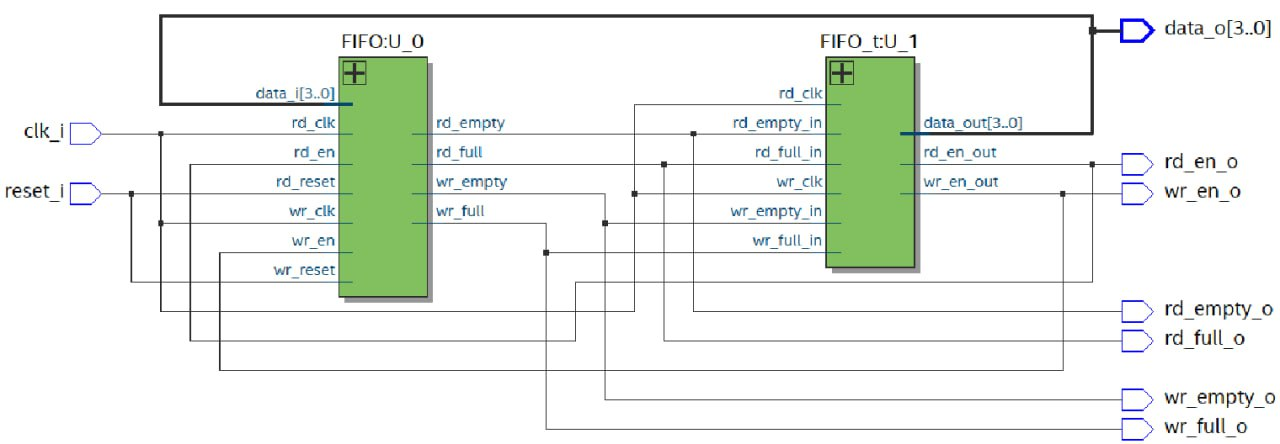 data_o[3..0]
FIFO:U_0
FIFO_t:U_1
data_i[3..0]
rd_clk
clk_i
rd_clk
rd_empty
rd_empty_in
data_out[3..0]
rd_en
rd_full
rd_full_in
rd_en_out
rd_en_o
reset_i
rd_reset
wr_empty
wr_clk
wr_en_out
wr_en_o
wr_clk
wr_full
wr_empty_in
wr_en
wr_full_in
wr_reset
rd_empty_o
rd_full_o
wr_empty_o
wr_full_o